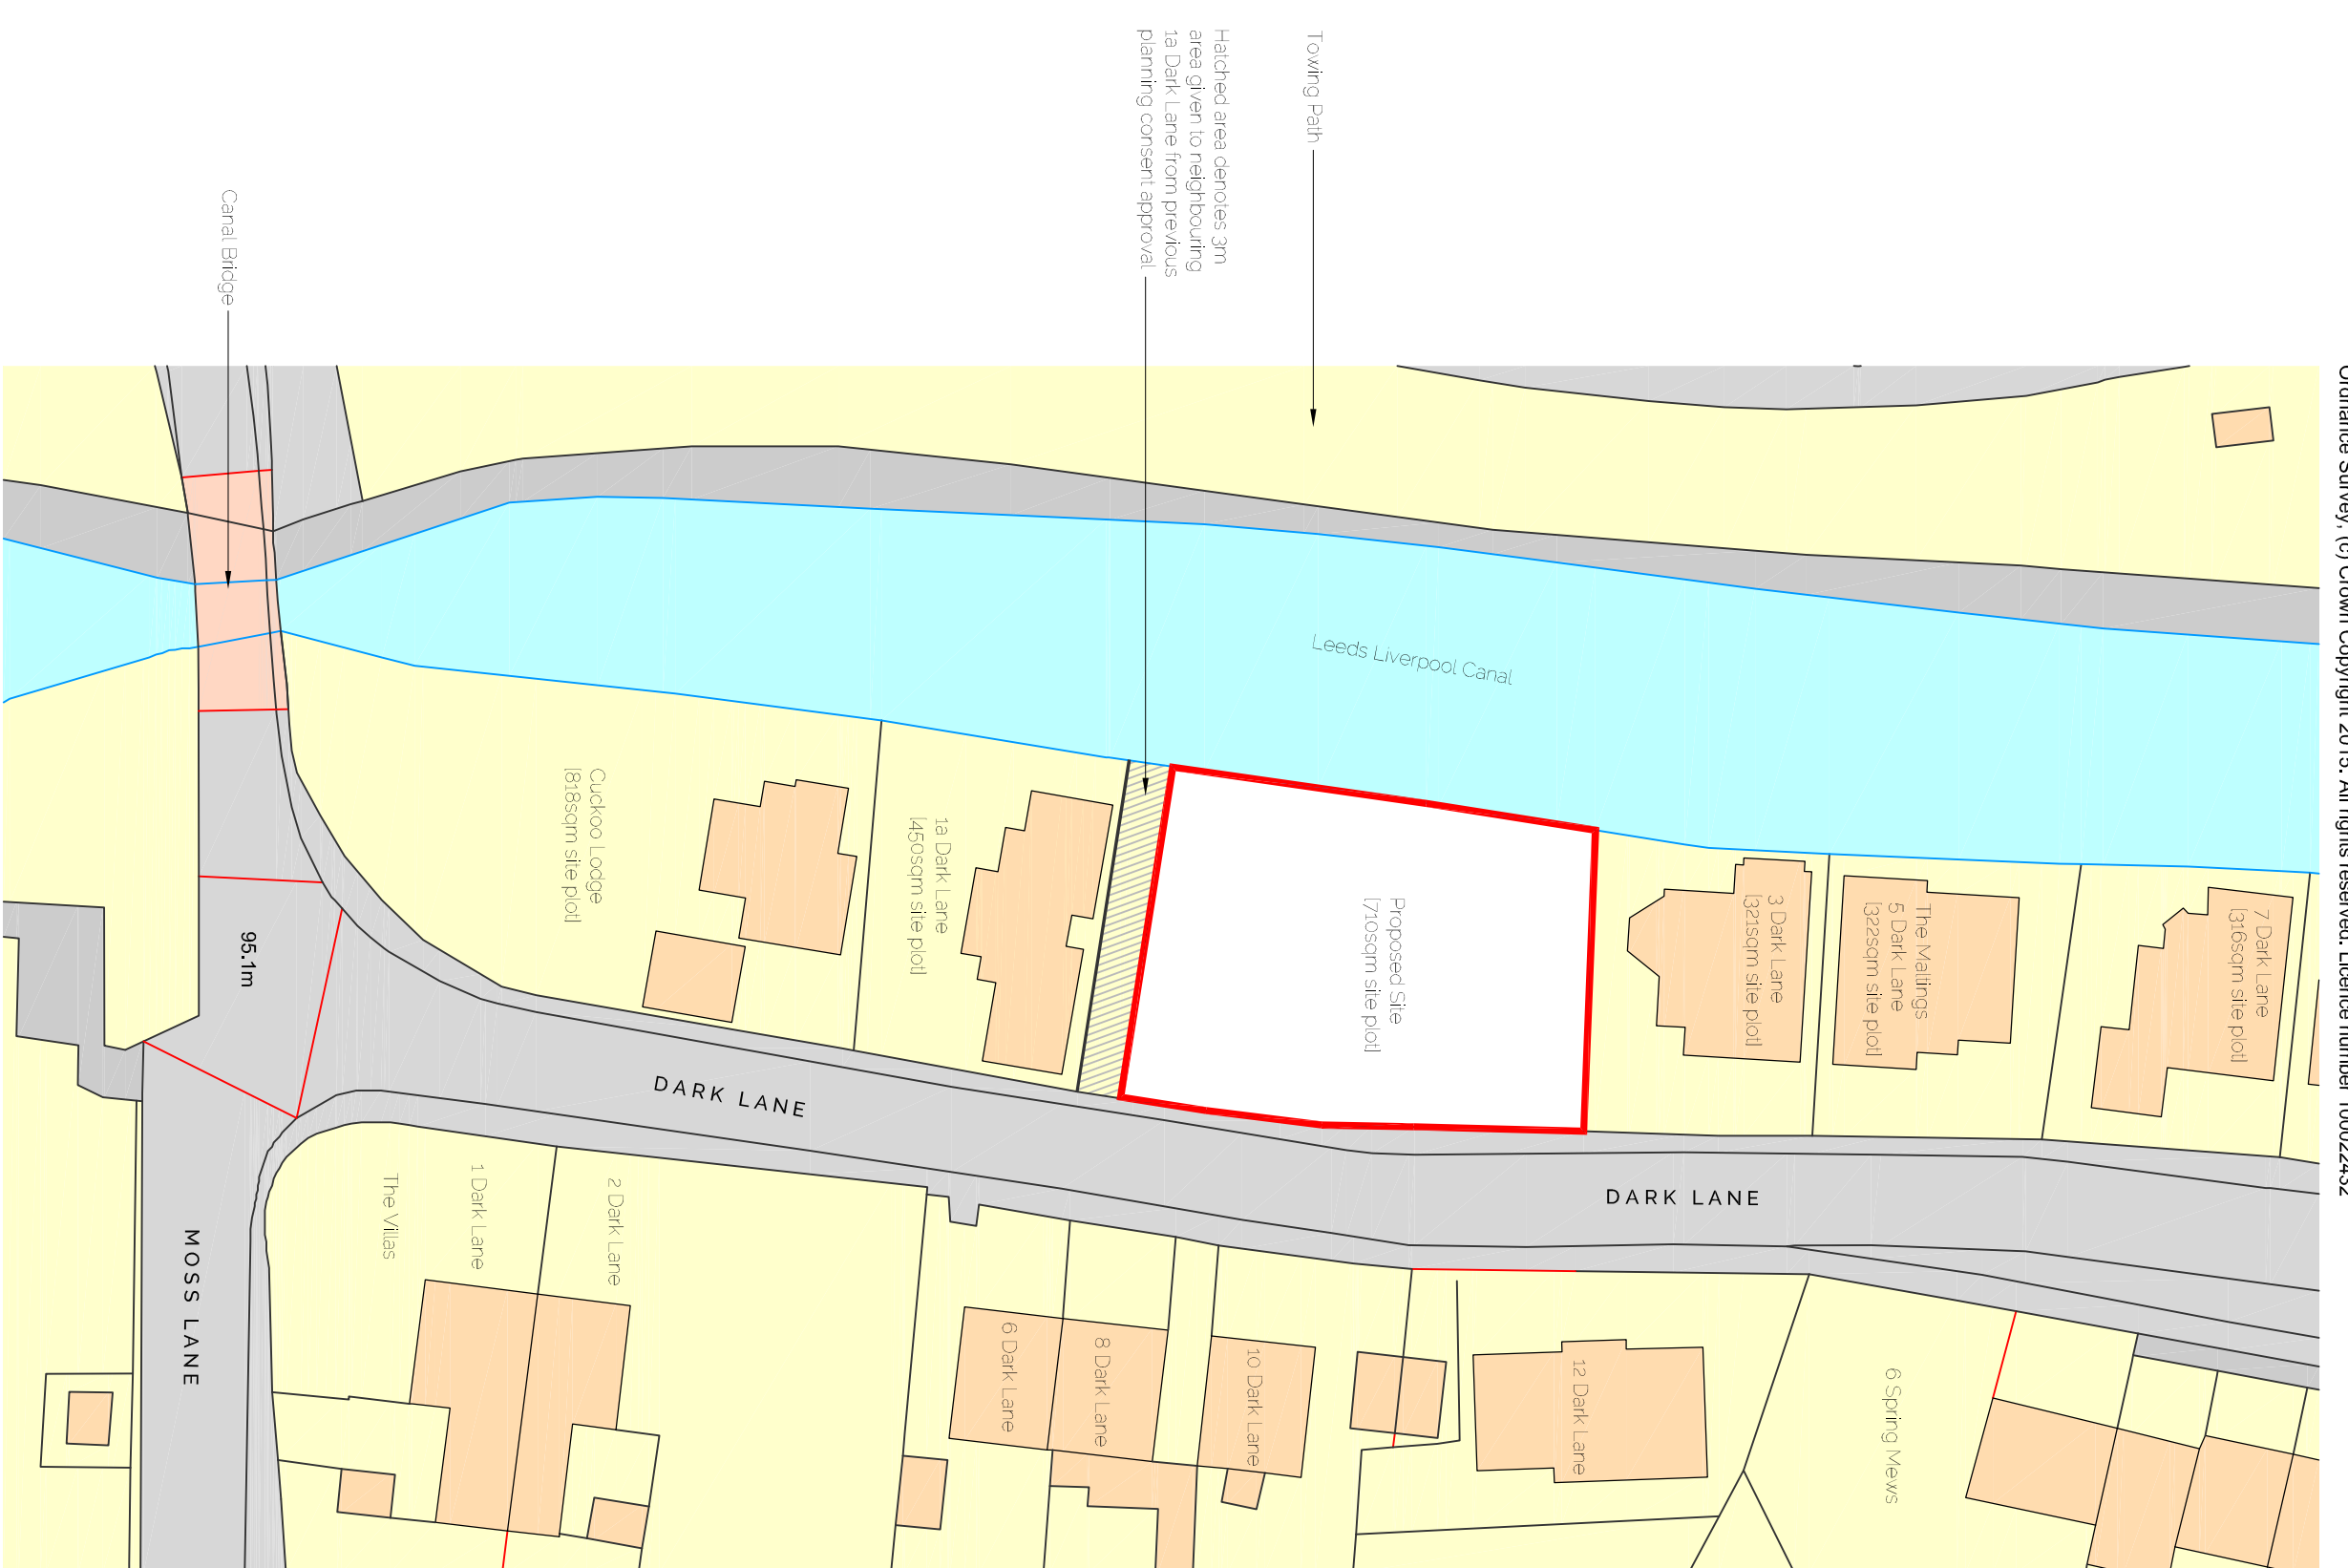 Towing Path
Hatched area denotes 3m
area given to neighbouring
1a Dark Lane from previous
planning consent approval
Canal Bridge
Leeds Liverpool Canal
Cuckoo Lodge
[818sqm site plot]
1a Dark Lane
[450sqm site plot]
Proposed Site
[710sqm site plot]
3 Dark Lane
[321sqm site plot]
The Maltings
5 Dark Lane
[322sqm site plot]
7 Dark Lane
[316sqm site plot]
95.1m
DARK LANE
DARK LANE
MOSS LANE
The Villas
1 Dark Lane
2 Dark Lane
6 Dark Lane
8 Dark Lane
10 Dark Lane
12 Dark Lane
6 Spring Mews
Ordnance Survey, (c) Crown Copyright 2015. All rights reserved. Licence number 100022432